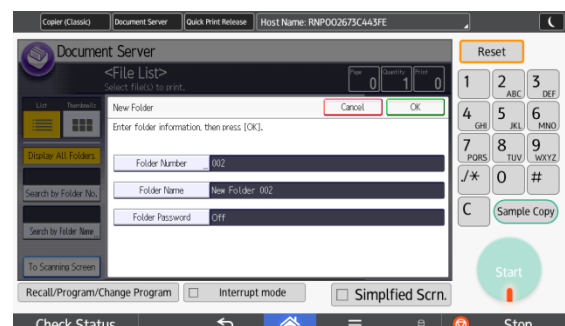 Copier (Classic)
Document Server
Quick Print Release
Host Name: RNP002673C443FE
Document Server
<File List>
Select file(s) to print.
Page 0
Quantity 1
Print 0
List
Thumbnails
Display All Folders
Search by Folder No.
Search by Folder Name
To Scanning Screen
New Folder
Cancel
OK
Enter folder information, then press [OK].
Folder Number
002
Folder Name
New Folder 002
Folder Password
Off
Reset
1
2 ABC
3 DEF
4 GHI
5 JKL
6 MNO
7 PQRS
8 TUV
9 WXYZ
./*
0
#
C
Sample Copy
Start
Recall/Program/Change Program
Interrupt mode
Simplfied Scrn.
Check Status
Stop